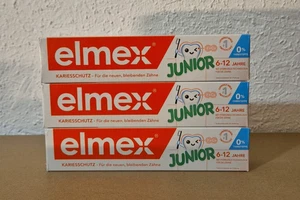 elmex
JUNIOR
6-12 JAHRE
0%
KARIESSCHUTZ - Für die neuen, bleibenden Zähne
elmex
JUNIOR
6-12 JAHRE
0%
KARIESSCHUTZ - Für die neuen, bleibenden Zähne
elmex
JUNIOR
6-12 JAHRE
0%
KARIESSCHUTZ - Für die neuen, bleibenden Zähne